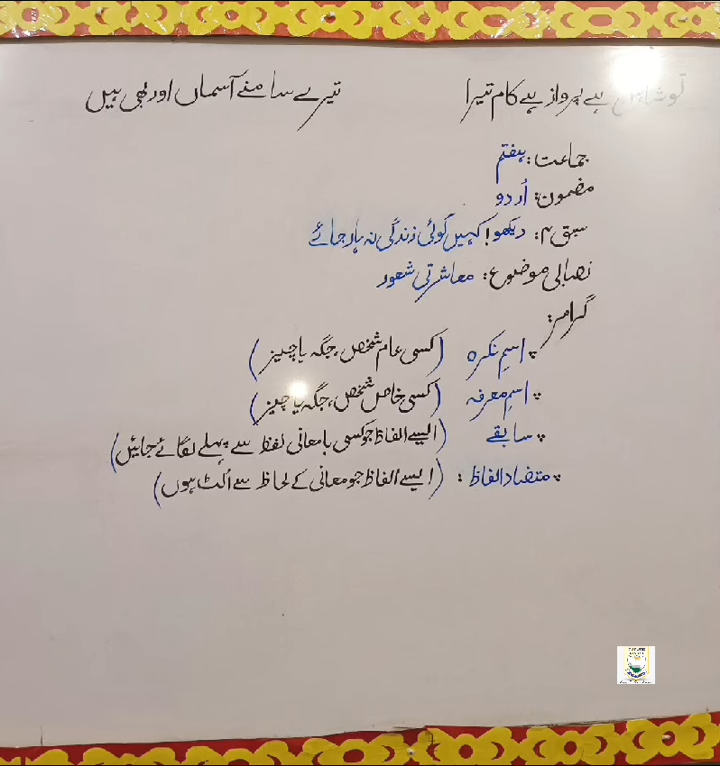 تو شاہیں ہے پرواز ہے کام تیرا تیرے سامنے آسماں اور بھی ہیں
جماعت: ہفتم
مضمون: اُردو
سبق ۴: دیکھو! کہیں کوئی زندگی نہ ہار جائے
نصابی موضوع: معاشرتی شعور
گرامر:
اسمِ نکرہ (کسی عام شخص، جگہ یا چیز)
اسمِ معرفہ (کسی خاص شخص، جگہ یا چیز)
سابقے (ایسے الفاظ جو کسی بامعانی لفظ سے پہلے لگائے جائیں)
متضاد الفاظ: (ایسے الفاظ جو معانی کے لحاظ سے اُلٹ ہوں)